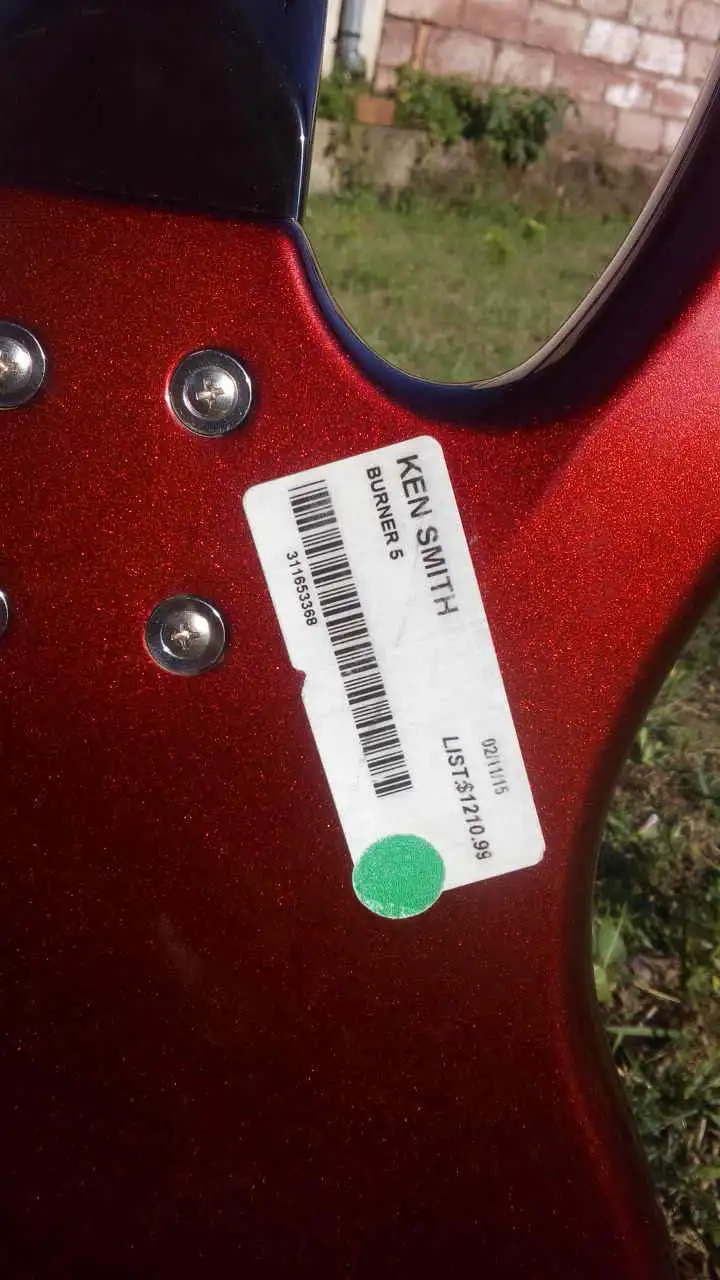 KEN SMITH
BURNER 5
311653368
02/11/15
LIST:$1210.99